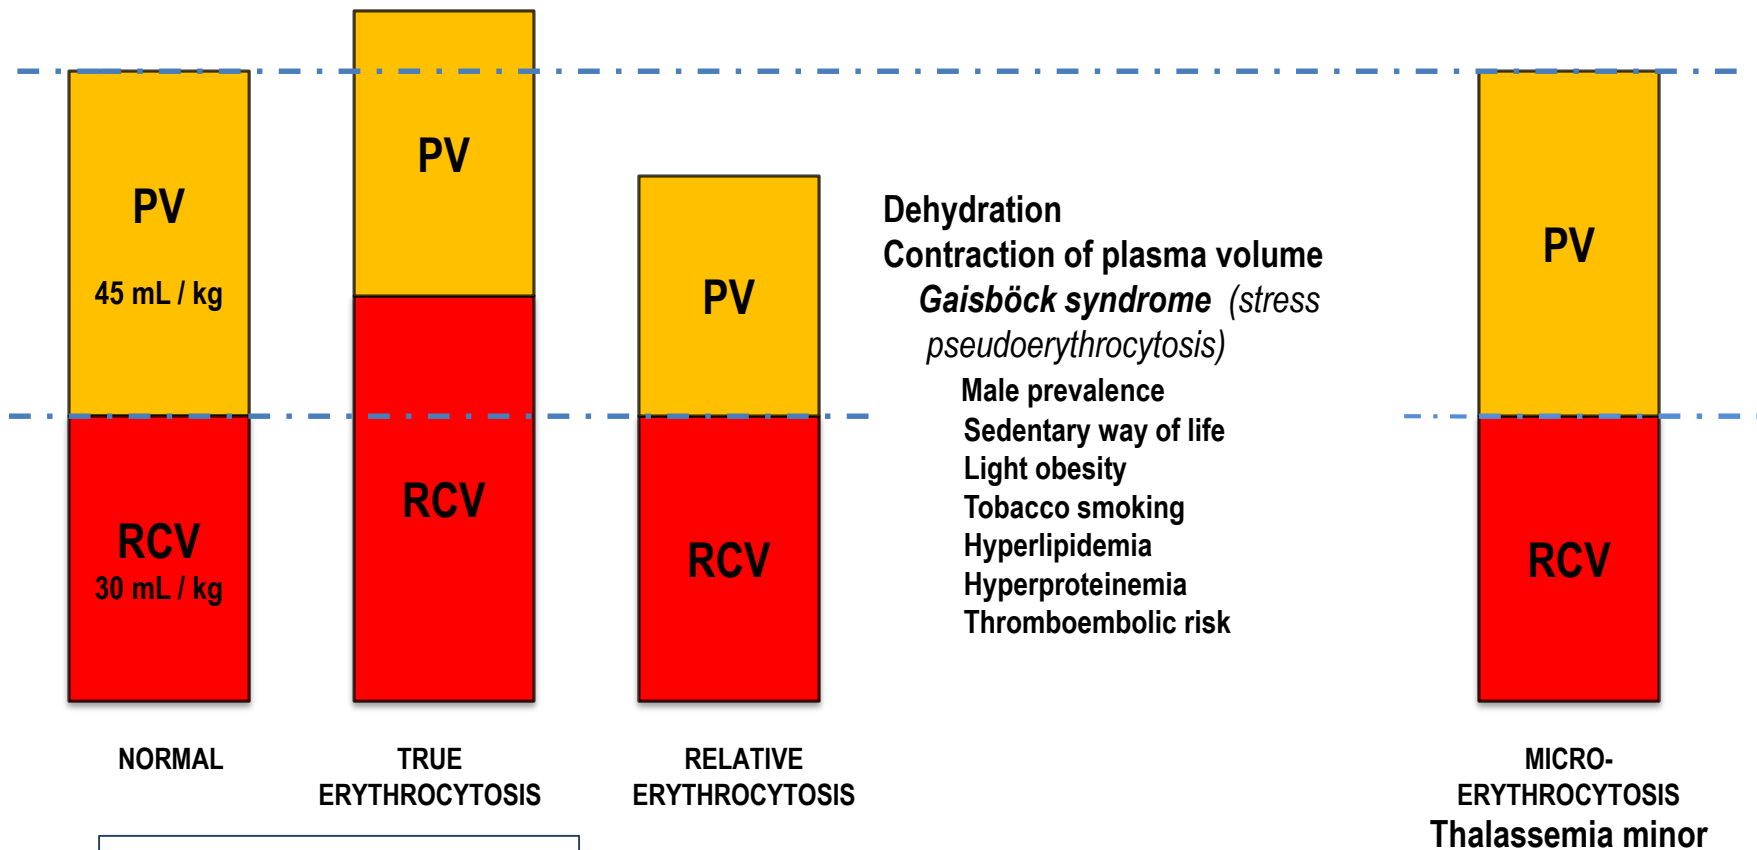 PV
45 mL / kg
RCV
30 mL / kg
NORMAL
PV
RCV
TRUE
ERYTHROCYTOSIS
PV
RCV
RELATIVE
ERYTHROCYTOSIS
Dehydration
Contraction of plasma volume
Gaisböck syndrome (stress
pseudoerythrocytosis)
Male prevalence
Sedentary way of life
Light obesity
Tobacco smoking
Hyperlipidemia
Hyperproteinemia
Thromboembolic risk
PV
RCV
MICRO-
ERYTHROCYTOSIS
Thalassemia minor